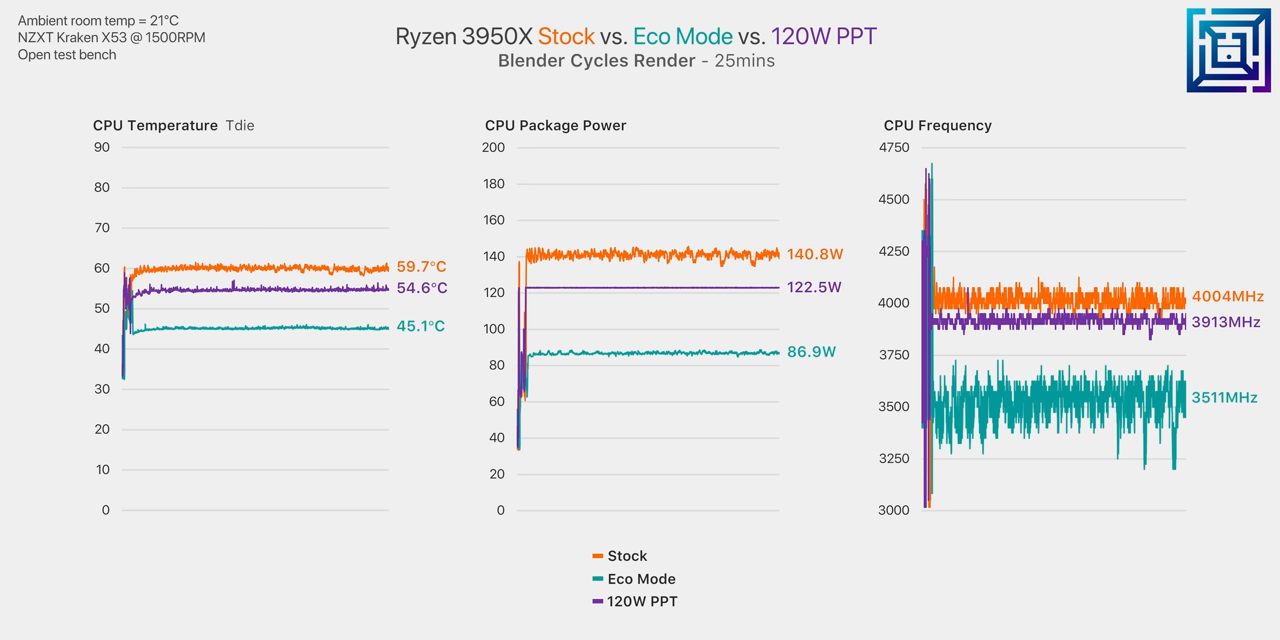 Ambient room temp = 21°C
NZXT Kraken X53 @ 1500RPM
Open test bench
Ryzen 3950X Stock vs. Eco Mode vs. 120W PPT
Blender Cycles Render - 25mins
CPU Temperature Tdie
90
80
70
60
50
40
30
20
10
0
59.7°C
54.6°C
45.1°C
CPU Package Power
200
180
160
140
120
100
80
60
40
20
0
140.8W
122.5W
86.9W
CPU Frequency
4750
4500
4250
4000
3750
3500
3250
3000
4004MHz
3913MHz
3511MHz
Stock
Eco Mode
120W PPT